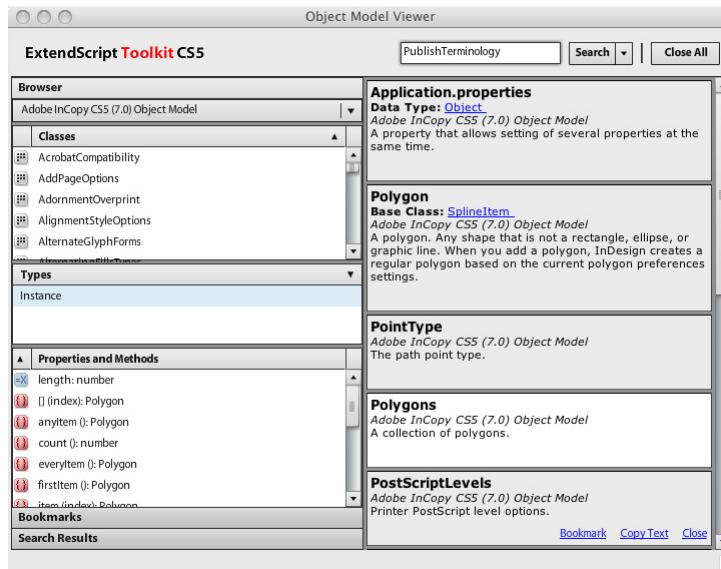 Object Model Viewer
ExtendScript Toolkit CS5
PublishTerminology
Search
Close All
Browser
Adobe InCopy CS5 (7.0) Object Model
Classes
AcrobatCompatibility
AddPageOptions
AdornmentOverprint
AlignmentStyleOptions
AlternateGlyphForms
AlternatingFillsTypes
Types
Instance
Properties and Methods
length: number
[] (index): Polygon
anyItem (): Polygon
count (): number
everyItem (): Polygon
firstItem (): Polygon
item (index): Polygon
Bookmarks
Search Results
Application.properties
Data Type: Object
Adobe InCopy CS5 (7.0) Object Model
A property that allows setting of several properties at the
same time.
Polygon
Base Class: SplineItem
Adobe InCopy CS5 (7.0) Object Model
A polygon. Any shape that is not a rectangle, ellipse, or
graphic line. When you add a polygon, InDesign creates a
regular polygon based on the current polygon preferences
settings.
PointType
Adobe InCopy CS5 (7.0) Object Model
The path point type.
Polygons
Adobe InCopy CS5 (7.0) Object Model
A collection of polygons.
PostScriptLevels
Adobe InCopy CS5 (7.0) Object Model
Printer PostScript level options.
Bookmark Copy Text Close